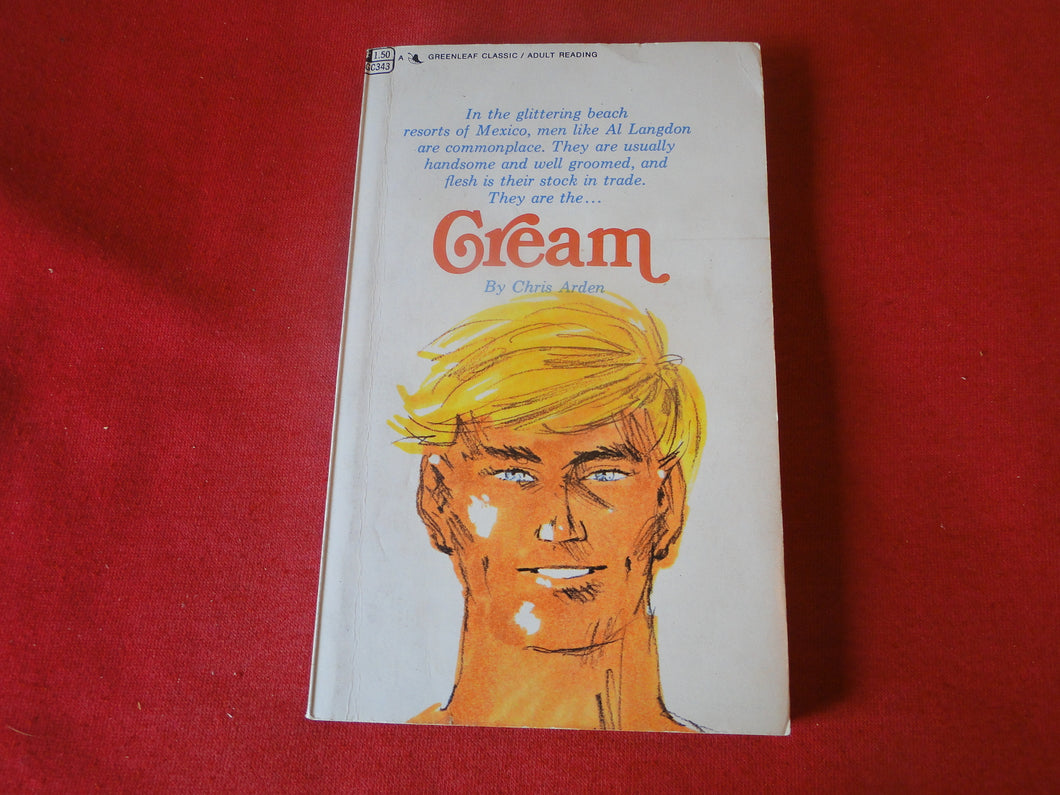 1.50
GC343
A GREENLEAF CLASSIC / ADULT READING
In the glittering beach
resorts of Mexico, men like Al Langdon
are commonplace. They are usually
handsome and well groomed, and
flesh is their stock in trade.
They are the...
Cream
By Chris Arden